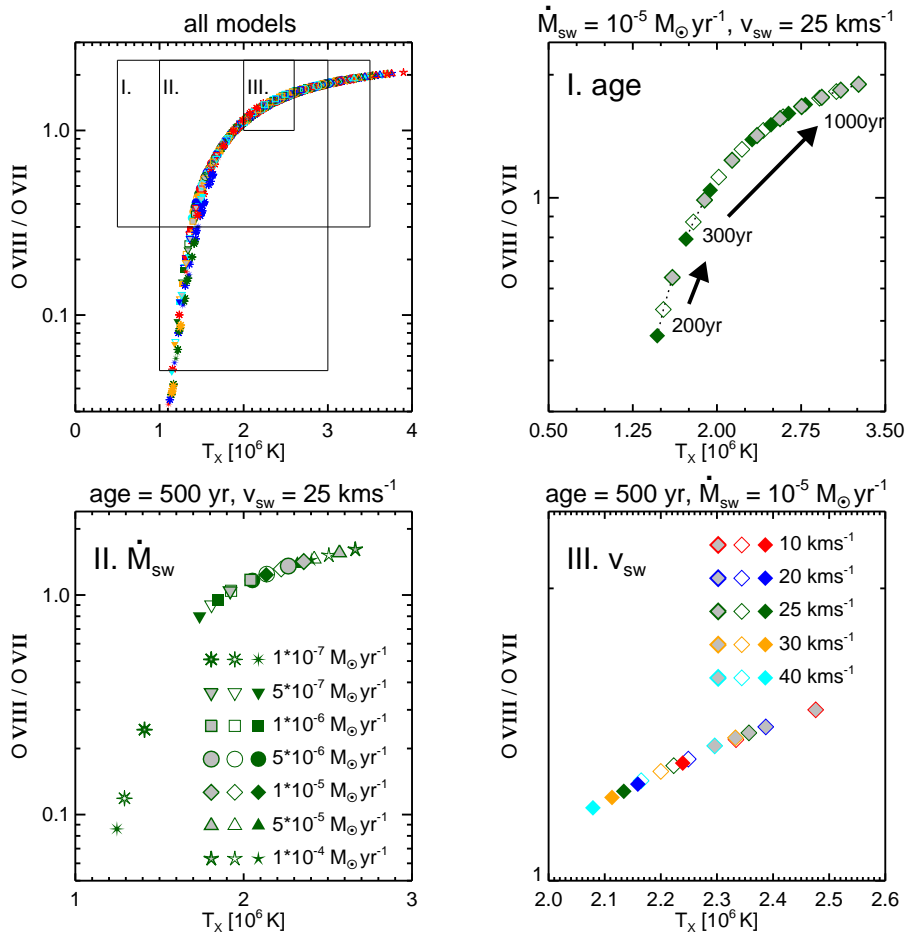 all models
I.
II.
III.
1.0
0.1
0
1
2
3
4
O VIII / O VII
T_X [10^6 K]
Ṁ_sw = 10^-5 M_⊙ yr^-1, v_sw = 25 kms^-1
I. age
1000yr
300yr
200yr
1
0.50
1.25
2.00
2.75
3.50
O VIII / O VII
T_X [10^6 K]
age = 500 yr, v_sw = 25 kms^-1
II. Ṁ_sw
1*10^-7 M_⊙ yr^-1
5*10^-7 M_⊙ yr^-1
1*10^-6 M_⊙ yr^-1
5*10^-6 M_⊙ yr^-1
1*10^-5 M_⊙ yr^-1
5*10^-5 M_⊙ yr^-1
1*10^-4 M_⊙ yr^-1
1.0
0.1
1
2
3
O VIII / O VII
T_X [10^6 K]
age = 500 yr, Ṁ_sw = 10^-5 M_⊙ yr^-1
III. v_sw
10 kms^-1
20 kms^-1
25 kms^-1
30 kms^-1
40 kms^-1
1
2.0
2.1
2.2
2.3
2.4
2.5
2.6
O VIII / O VII
T_X [10^6 K]